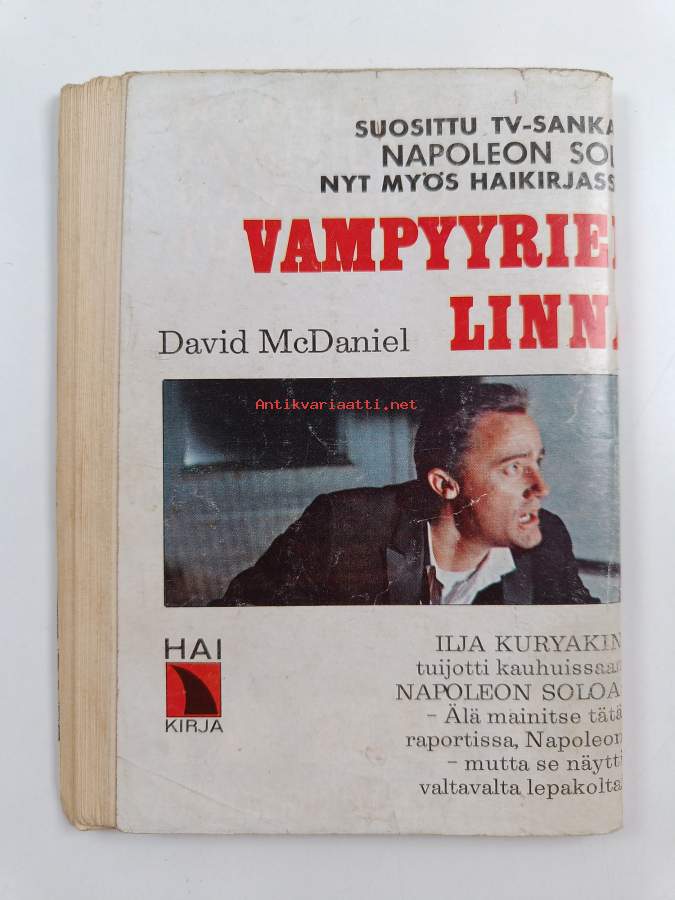 SUOSITTU TV-SANKA
NAPOLEON SOL
NYT MYÖS HAIKIRJASS
VAMPYYRIE
LINN
David McDaniel
Antikvariaatti.net
HAI
KIRJA
ILJA KURYAKIN
tuijotti kauhuissaan
NAPOLEON SOLOA
– Älä mainitse tätä
raportissa, Napoleon
– mutta se näytti
valtavalta lepakolta